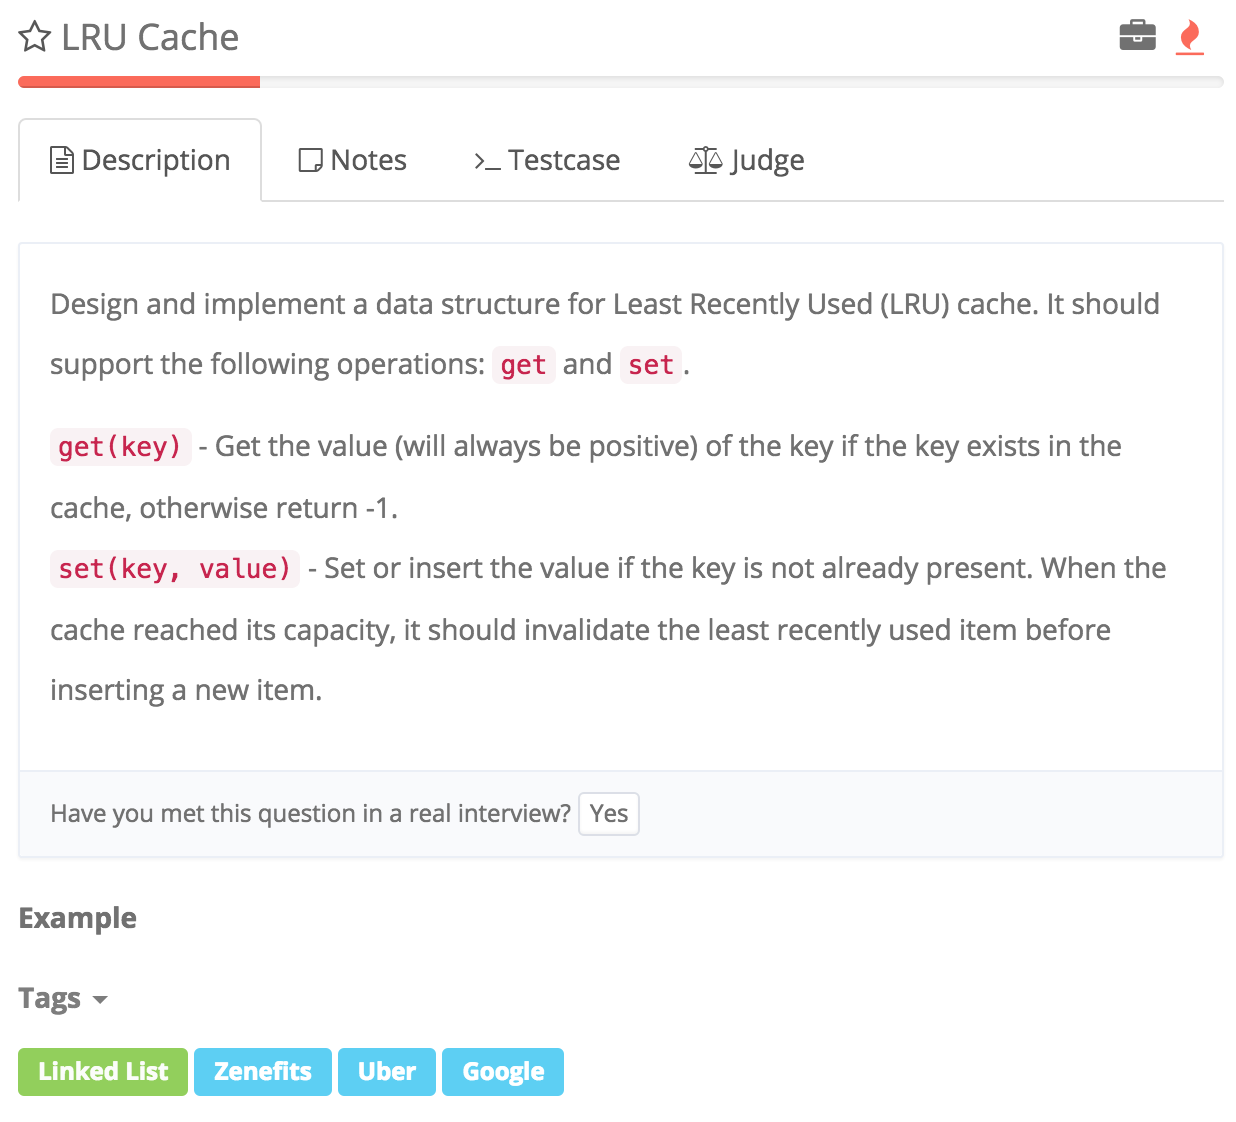 LRU Cache
Description Notes >_ Testcase Judge
Design and implement a data structure for Least Recently Used (LRU) cache. It should
support the following operations: get and set.
get(key) - Get the value (will always be positive) of the key if the key exists in the
cache, otherwise return -1.
set(key, value) - Set or insert the value if the key is not already present. When the
cache reached its capacity, it should invalidate the least recently used item before
inserting a new item.
Have you met this question in a real interview? Yes
Example
Tags
Linked List Zenefits Uber Google